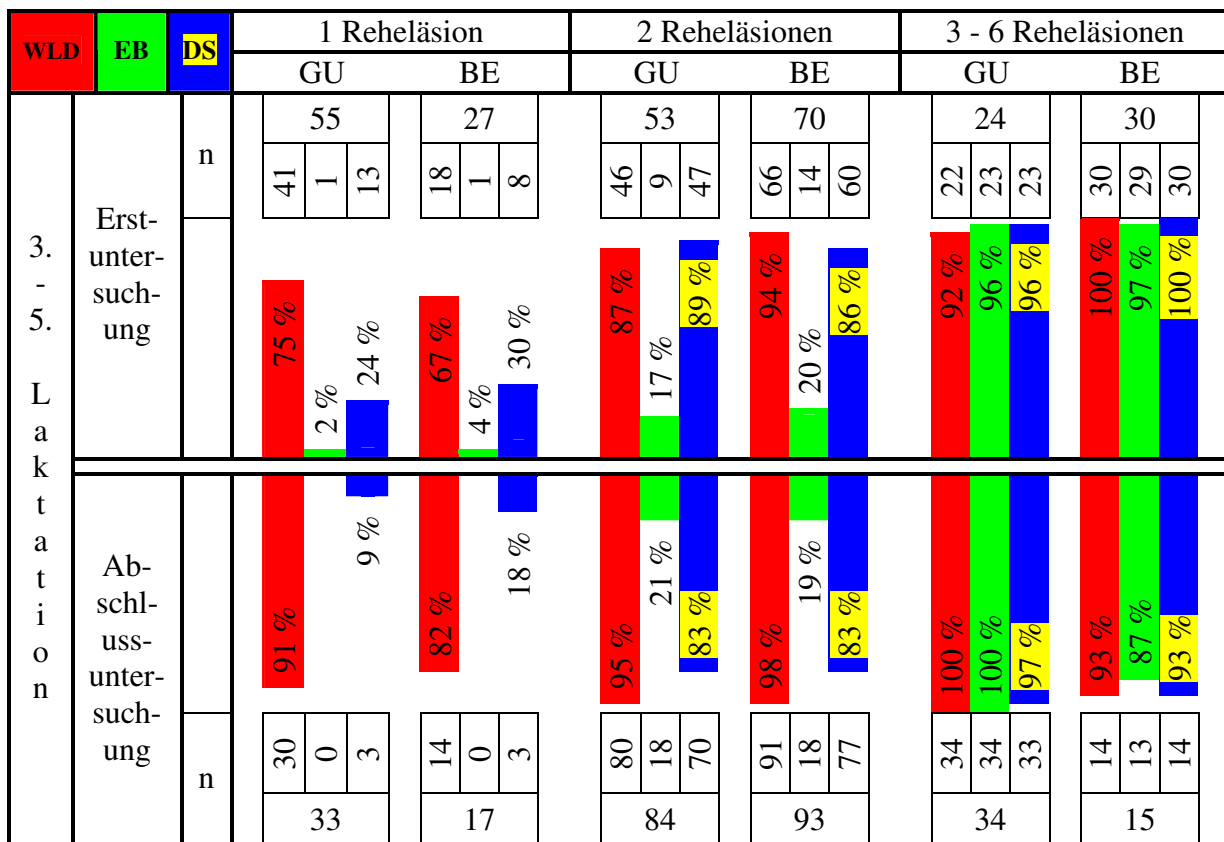 WLD EB DS 1 Reheläsion 2 Reheläsionen 3 - 6 Reheläsionen
GU BE GU BE GU BE
3.
-
5.
L
a
k
t
a
t
i
o
n
Erst-
unter-
such-
ung
n
55 27 53 70 24 30
41 1 13 18 1 8 46 9 47 66 14 60 22 23 23 30 29 30
75 % 2 % 24 % 67 % 4 % 30 % 87 % 17 % 89 % 94 % 20 % 86 % 92 % 96 % 96 % 100 % 97 % 100 %
Ab-
schl-
uss-
unter-
such-
ung
91 % 9 % 82 % 18 % 95 % 21 % 83 % 98 % 19 % 83 % 100 % 100 % 97 % 93 % 87 % 93 %
n
30 0 3 14 0 3 80 18 70 91 18 77 34 34 33 14 13 14
33 17 84 93 34 15